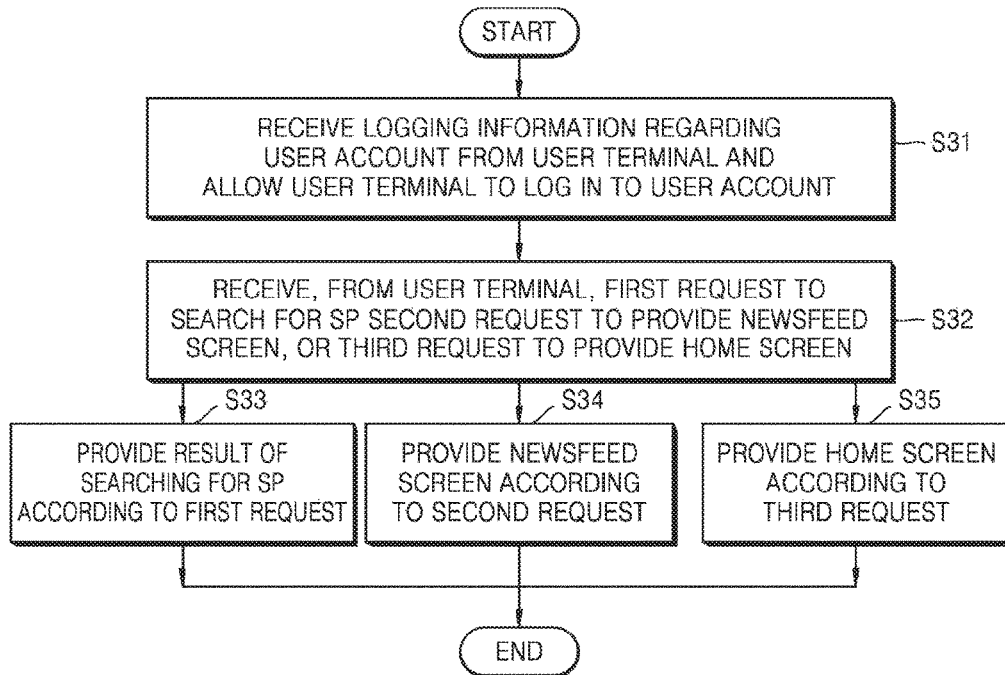 START
RECEIVE LOGGING INFORMATION REGARDING
USER ACCOUNT FROM USER TERMINAL AND
ALLOW USER TERMINAL TO LOG IN TO USER ACCOUNT
S31
RECEIVE, FROM USER TERMINAL, FIRST REQUEST TO
SEARCH FOR SP SECOND REQUEST TO PROVIDE NEWSFEED
SCREEN, OR THIRD REQUEST TO PROVIDE HOME SCREEN
S32
S33
PROVIDE RESULT OF
SEARCHING FOR SP
ACCORDING TO FIRST REQUEST
S34
PROVIDE NEWSFEED
SCREEN ACCORDING
TO SECOND REQUEST
S35
PROVIDE HOME SCREEN
ACCORDING TO
THIRD REQUEST
END